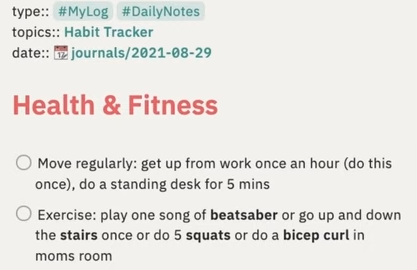 type:: #MyLog #DailyNotes
topics:: Habit Tracker
date:: 📆 journals/2021-08-29
Health & Fitness
Move regularly: get up from work once an hour (do this
once), do a standing desk for 5 mins
Exercise: play one song of beatsaber or go up and down
the stairs once or do 5 squats or do a bicep curl in
moms room